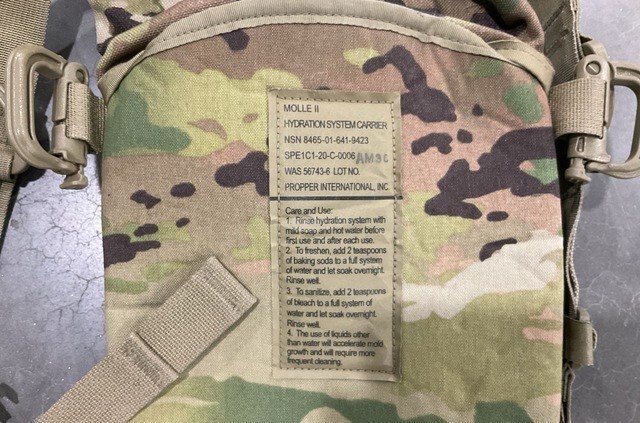 MOLLE II
HYDRATION SYSTEM CARRIER
NSN 8465-01-641-9423
SPE1C1-20-C-0006
WAS 56743-6 LOT NO.
PROPPER INTERNATIONAL, INC
Care and Use:
1. Rinse hydration system with
mild soap and hot water before
first use and after each use.
2. To freshen, add 2 teaspoons
of baking soda to a full system
of water and let soak overnight.
Rinse well.
3. To sanitize, add 2 teaspoons
of bleach to a full system of
water and let soak overnight.
Rinse well.
4. The use of liquids other
than water will accelerate mold
growth and will require more
frequent cleaning.